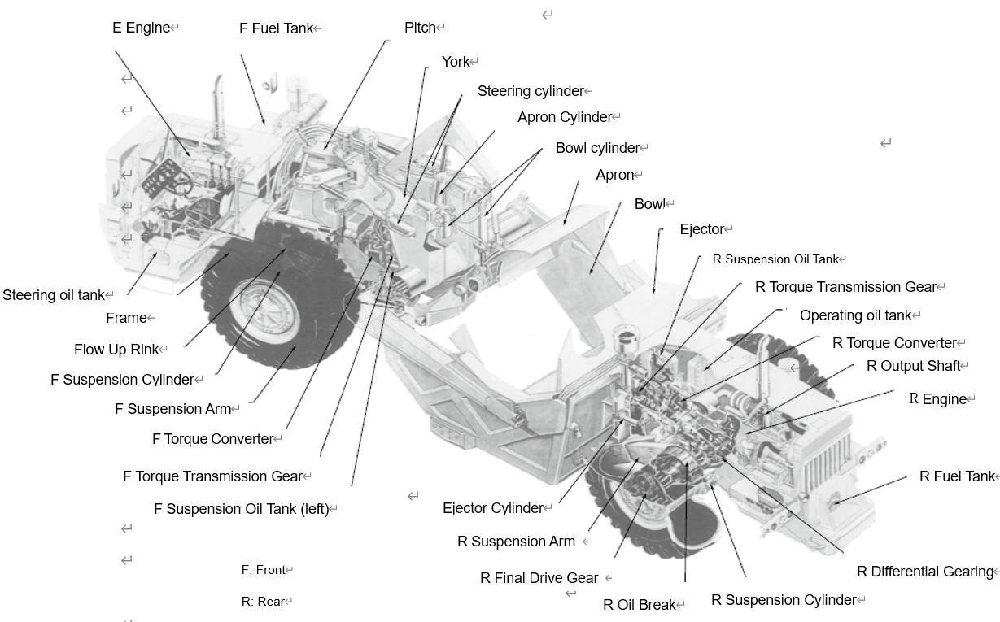 E Engine
F Fuel Tank
Pitch
York
Steering cylinder
Apron Cylinder
Bowl cylinder
Apron
Bowl
Ejector
R Suspension Oil Tank
R Torque Transmission Gear
Operating oil tank
R Torque Converter
R Output Shaft
R Engine
R Fuel Tank
Steering oil tank
Frame
Flow Up Rink
F Suspension Cylinder
F Suspension Arm
F Torque Converter
F Torque Transmission Gear
F Suspension Oil Tank (left)
Ejector Cylinder
R Suspension Arm
R Final Drive Gear
R Oil Break
R Suspension Cylinder
R Differential Gearing
F: Front
R: Rear